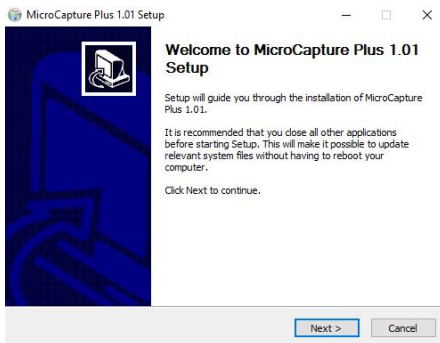 MicroCapture Plus 1.01 Setup
Welcome to MicroCapture Plus 1.01
Setup
Setup will guide you through the installation of MicroCapture
Plus 1.01.
It is recommended that you close all other applications
before starting Setup. This will make it possible to update
relevant system files without having to reboot your
computer.
Click Next to continue.
Next >
Cancel